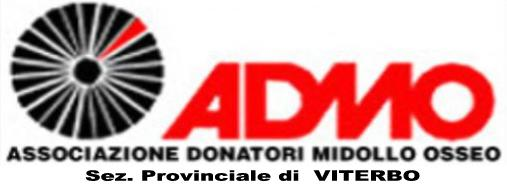 ADMO
ASSOCIAZIONE DONATORI MIDOLLO OSSEO
Sez. Provinciale di VITERBO